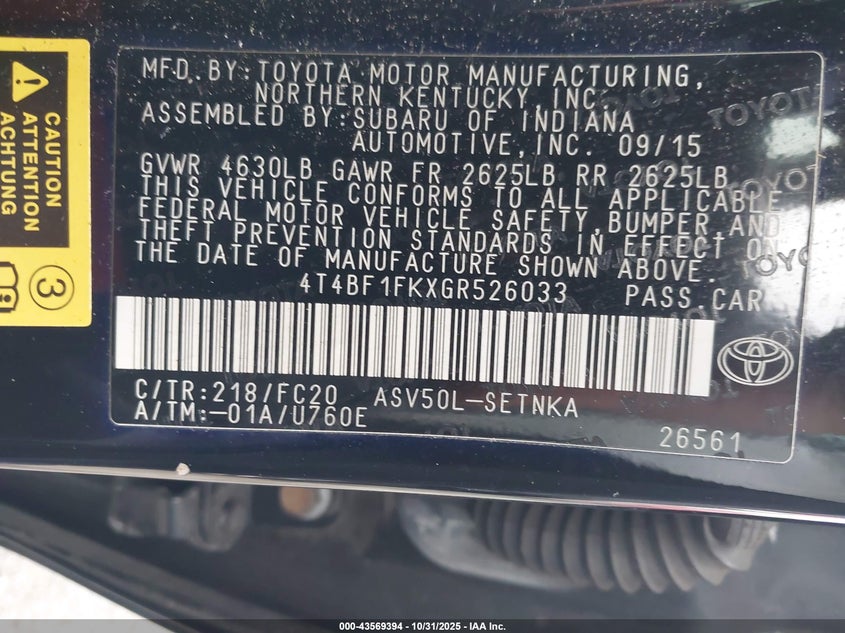 CAUTION
ATTENTION
ACHTUNG
3
MFD. BY: TOYOTA MOTOR MANUFACTURING,
NORTHERN KENTUCKY, INC.
ASSEMBLED BY: SUBARU OF INDIANA
AUTOMOTIVE, INC. 09/15
GVWR 4630LB GAWR FR 2625LB RR 2625LB
THIS VEHICLE CONFORMS TO ALL APPLICABLE
FEDERAL MOTOR VEHICLE SAFETY, BUMPER, AND
THEFT PREVENTION STANDARDS IN EFFECT ON
THE DATE OF MANUFACTURE SHOWN ABOVE.
4T4BF1FKXGR526033 PASS. CAR
C/TR: 218/FC20 ASV50L-SETNKA
A/TM: -01A/U760E
26561
000-43569394 - 10/31/2025 - IAA Inc.